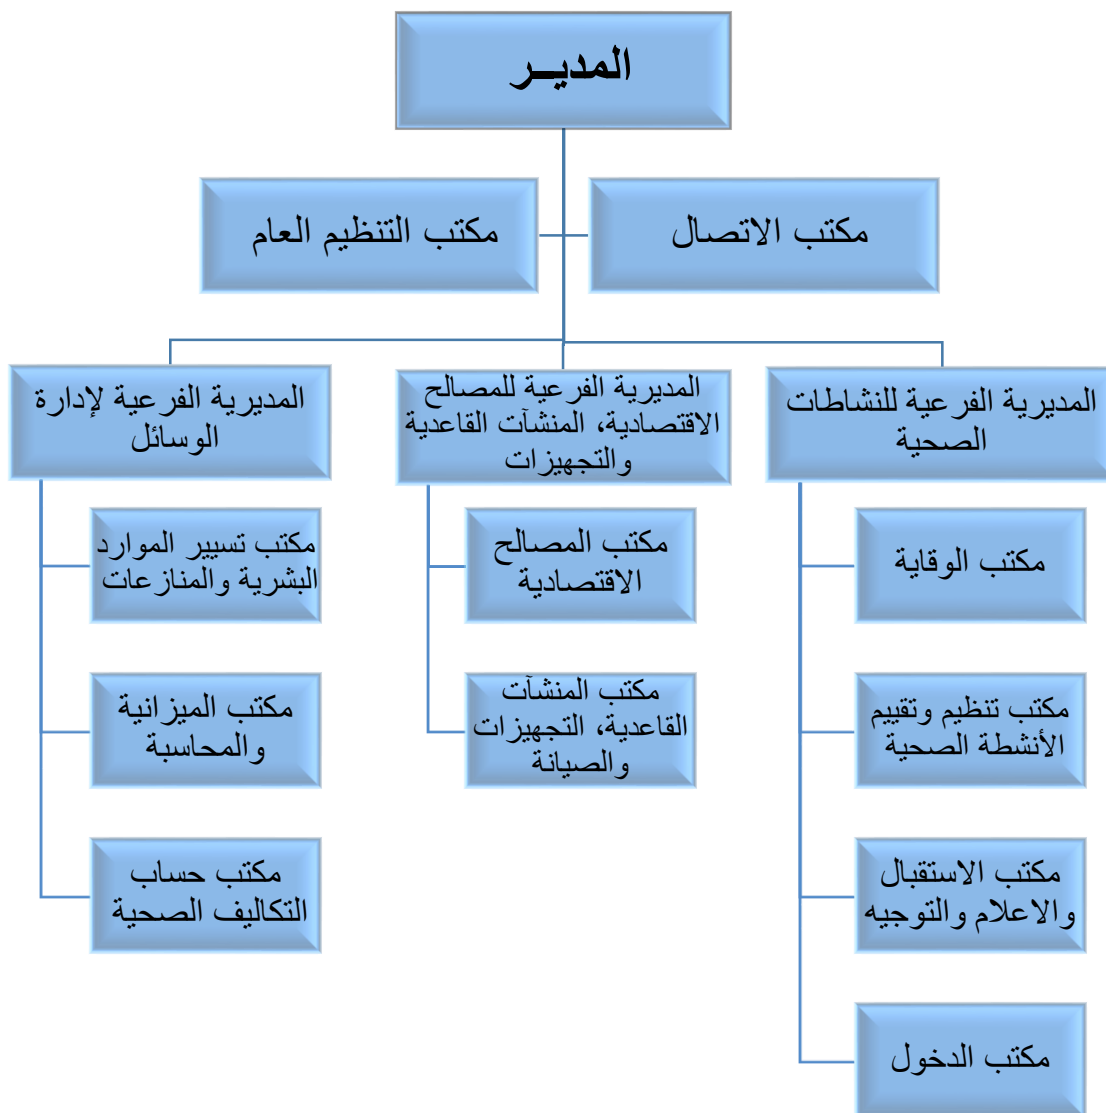 المديــر
مكتب الاتصال
مكتب التنظيم العام
المديرية الفرعية للنشاطات
الصحية
مكتب الوقاية
مكتب تنظيم وتقييم
الأنشطة الصحية
مكتب الاستقبال
والاعلام والتوجيه
مكتب الدخول
المديرية الفرعية للمصالح
الاقتصادية، المنشآت القاعدية
والتجهيزات
مكتب المصالح
الاقتصادية
مكتب المنشآت
القاعدية، التجهيزات
والصيانة
المديرية الفرعية لإدارة
الوسائل
مكتب تسيير الموارد
البشرية والمنازعات
مكتب الميزانية
والمحاسبة
مكتب حساب
التكاليف الصحية